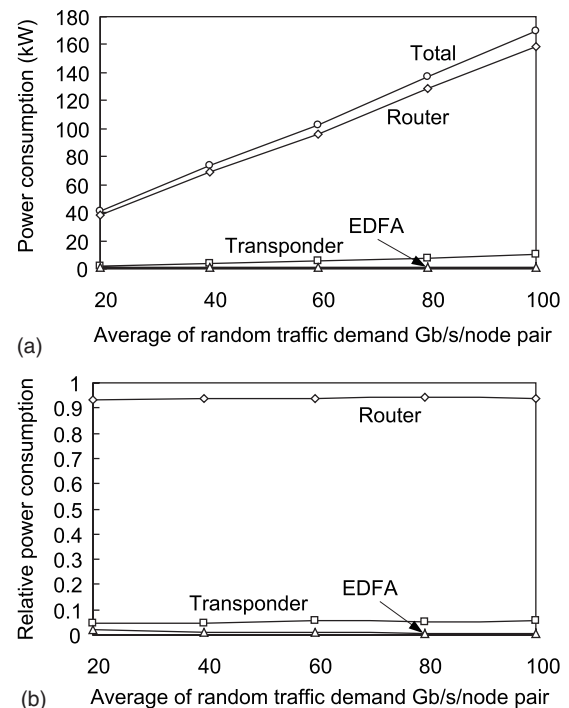 180
160
140
120
100
80
60
40
20
0
Power consumption (kW)
Total
Router
EDFA
Transponder
20 40 60 80 100
Average of random traffic demand Gb/s/node pair
(a)
1
0.9
0.8
0.7
0.6
0.5
0.4
0.3
0.2
0.1
0
Relative power consumption
Router
EDFA
Transponder
20 40 60 80 100
Average of random traffic demand Gb/s/node pair
(b)